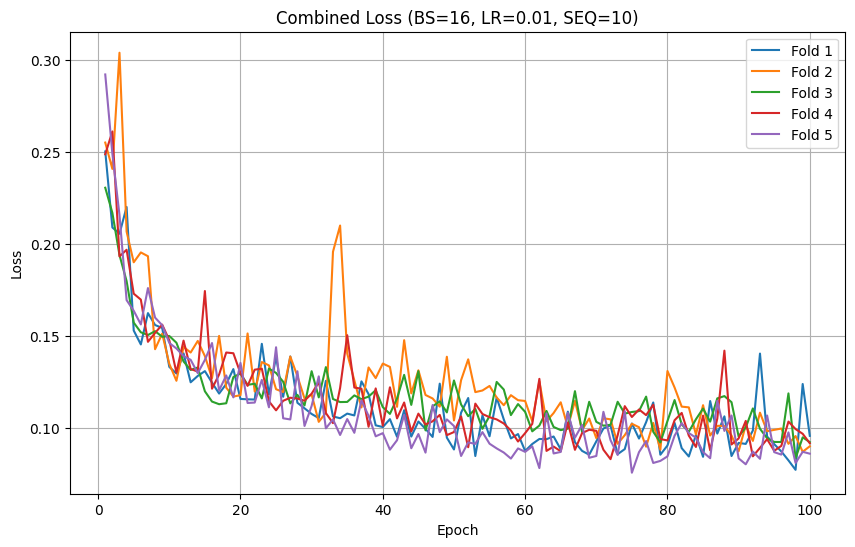 Combined Loss (BS=16, LR=0.01, SEQ=10)
Loss
0.30
0.25
0.20
0.15
0.10
Fold 1
Fold 2
Fold 3
Fold 4
Fold 5
0
20
40
60
80
100
Epoch